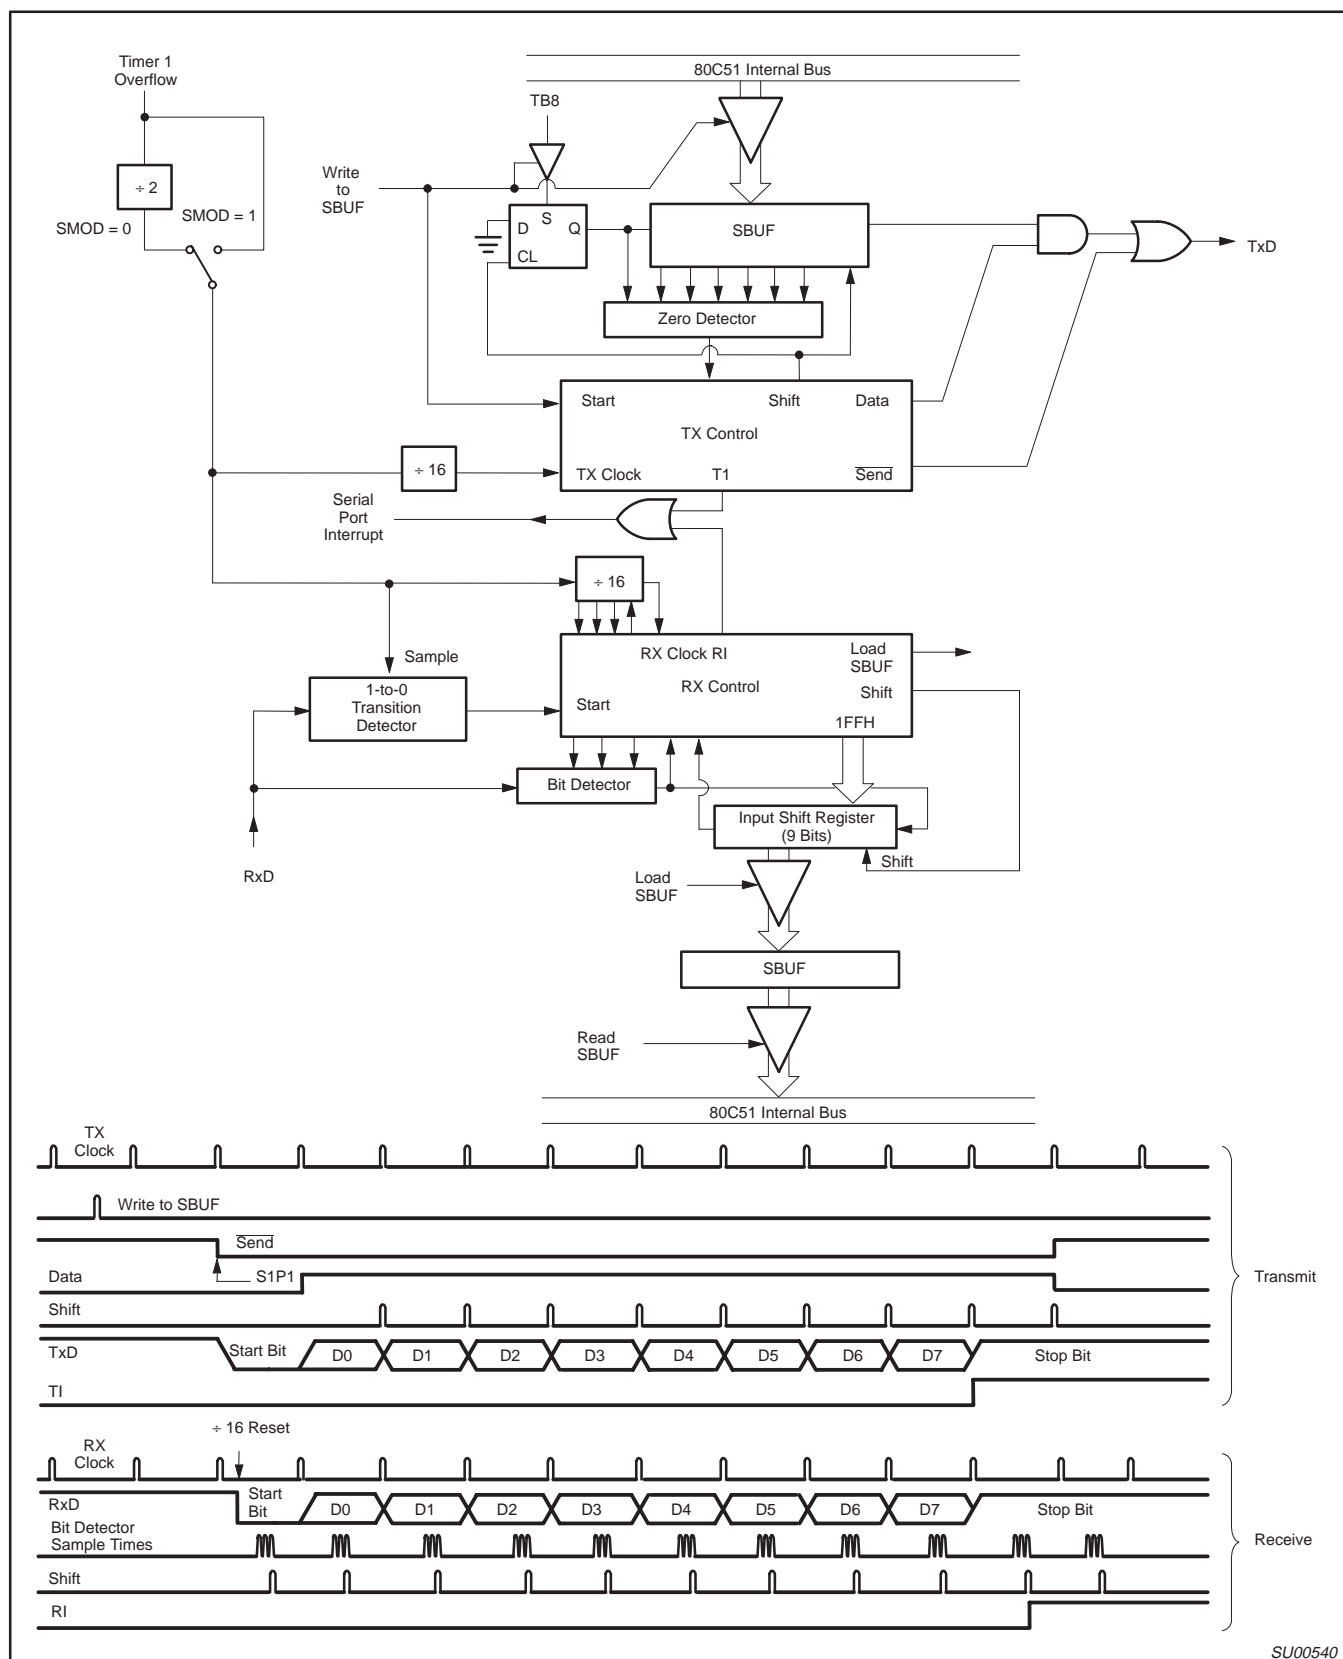 Timer 1
Overflow
80C51 Internal Bus
TB8
÷ 2
Write
to
SBUF
SMOD = 1
SMOD = 0
S
D
Q
CL
SBUF
TxD
Zero Detector
Start
Shift
Data
TX Control
÷ 16
TX Clock
T1
Send
Serial
Port
Interrupt
÷ 16
Sample
RX Clock RI
Load
SBUF
1-to-0
Transition
Detector
RX Control
Shift
Start
1FFH
Bit Detector
Input Shift Register
(9 Bits)
Shift
RxD
Load
SBUF
SBUF
Read
SBUF
80C51 Internal Bus
TX
Clock
Write to SBUF
Send
Data
S1P1
Transmit
Shift
TxD
Start Bit
D0
D1
D2
D3
D4
D5
D6
D7
Stop Bit
TI
÷ 16 Reset
RX
Clock
RxD
Start
Bit
D0
D1
D2
D3
D4
D5
D6
D7
Stop Bit
Bit Detector
Sample Times
Receive
Shift
RI
SU00540